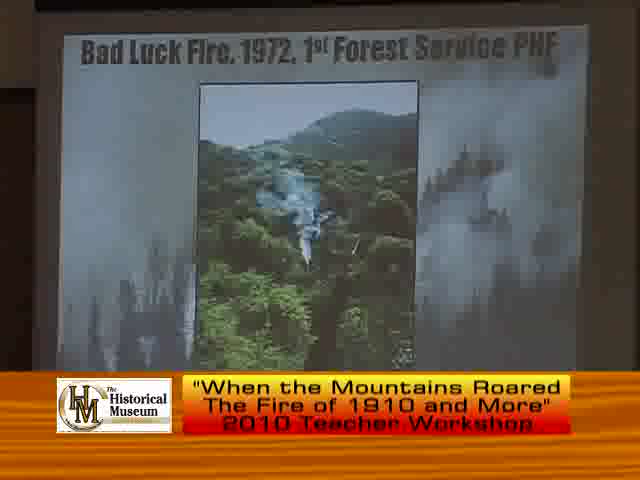 Bad Luck Fire, 1972, 1st Forest Service PNF
HM
The
Historical
Museum
"When the Mountains Roared
The Fire of 1910 and More"
2010 Teacher Workshop